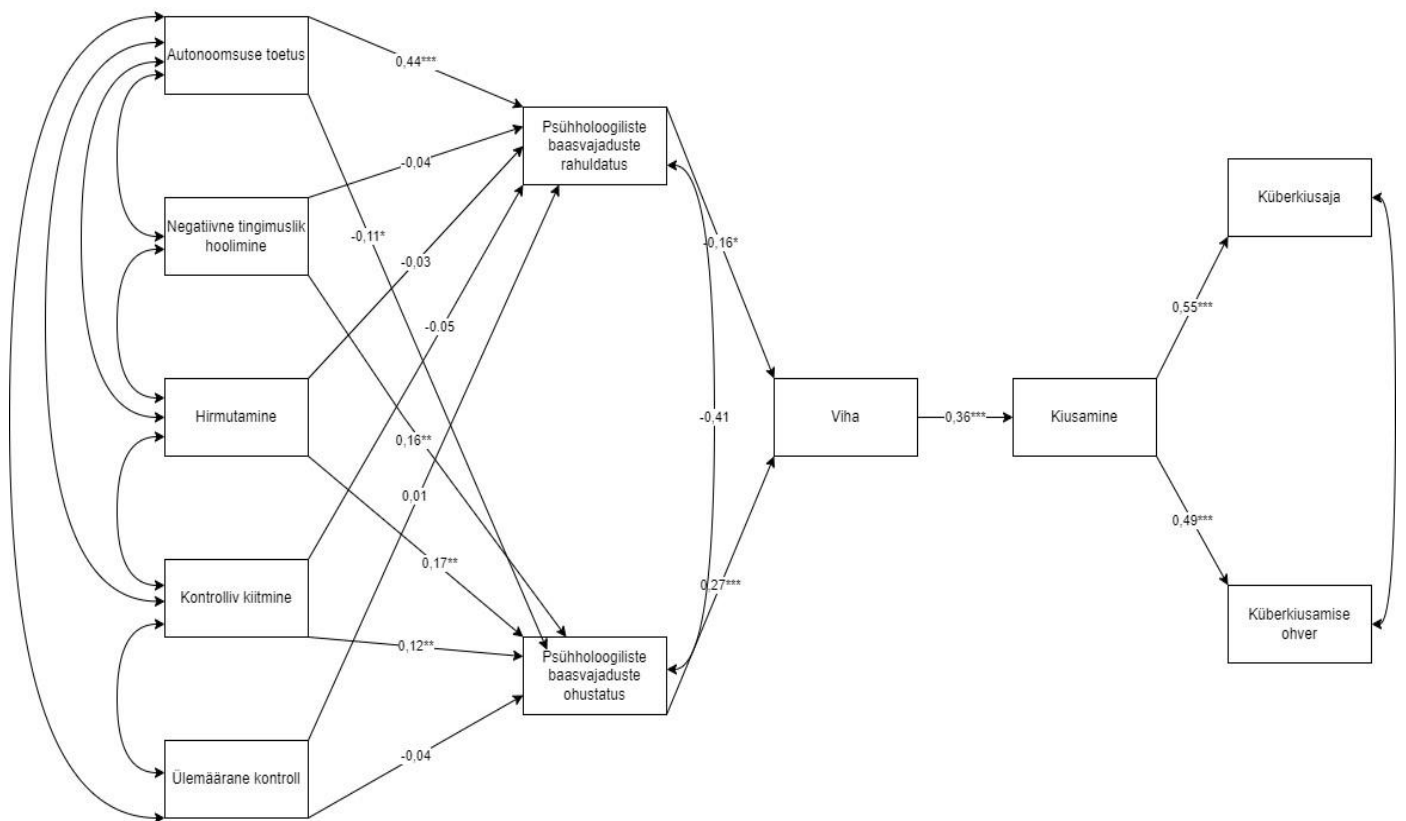 Autonoomsuse toetus
0,44***
Psühholoogiliste
baasvajaduste
rahuldatus
-0,04
Negatiivne tingimuslik
hoolimine
-0,11*
-0,03
-0,16*
Küberkiusaja
0,55***
-0.05
Hirmutamine
-0,41
Viha
0,36***
Kiusamine
0,16**
0,01
0,49***
0,17**
0,27***
Kontrolliv kiitmine
0,12**
Psühholoogiliste
baasvajaduste
ohustatus
Küberkiusamise
ohver
-0,04
Ülemäärane kontroll